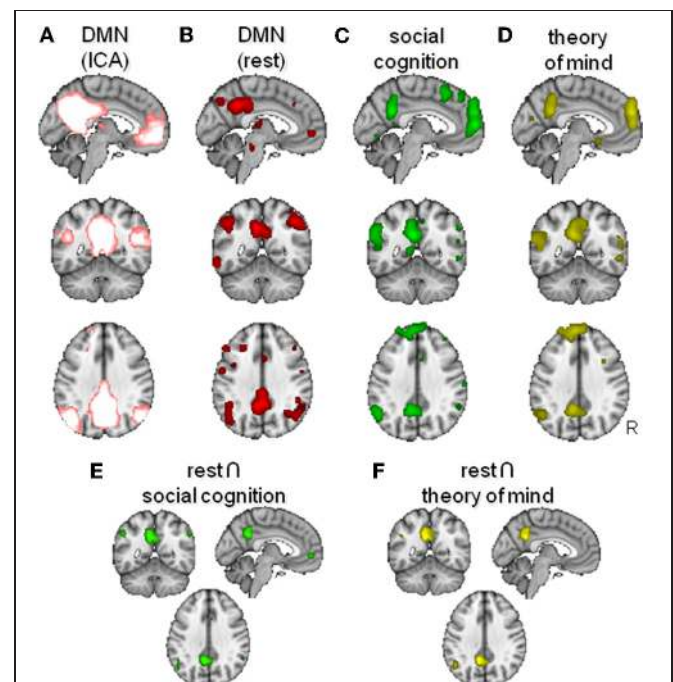 A DMN (ICA)
B DMN (rest)
C social cognition
D theory of mind
R
E rest∩ social cognition
F rest∩ theory of mind